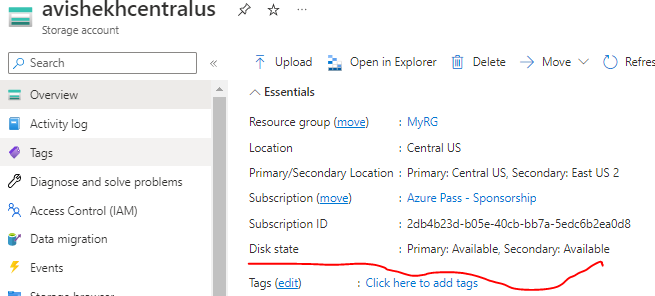 avishekhcentralus
Storage account
Search
«
Overview
Activity log
Tags
Diagnose and solve problems
Access Control (IAM)
Data migration
Events
Storage browser
Upload
Open in Explorer
Delete
Move
Refres
Essentials
Resource group (move) : MyRG
Location : Central US
Primary/Secondary Location : Primary: Central US, Secondary: East US 2
Subscription (move) : Azure Pass - Sponsorship
Subscription ID : 2db4b23d-b05e-40cb-bb7a-5edc6b2ea0d8
Disk state : Primary: Available, Secondary: Available
Tags (edit) : Click here to add tags